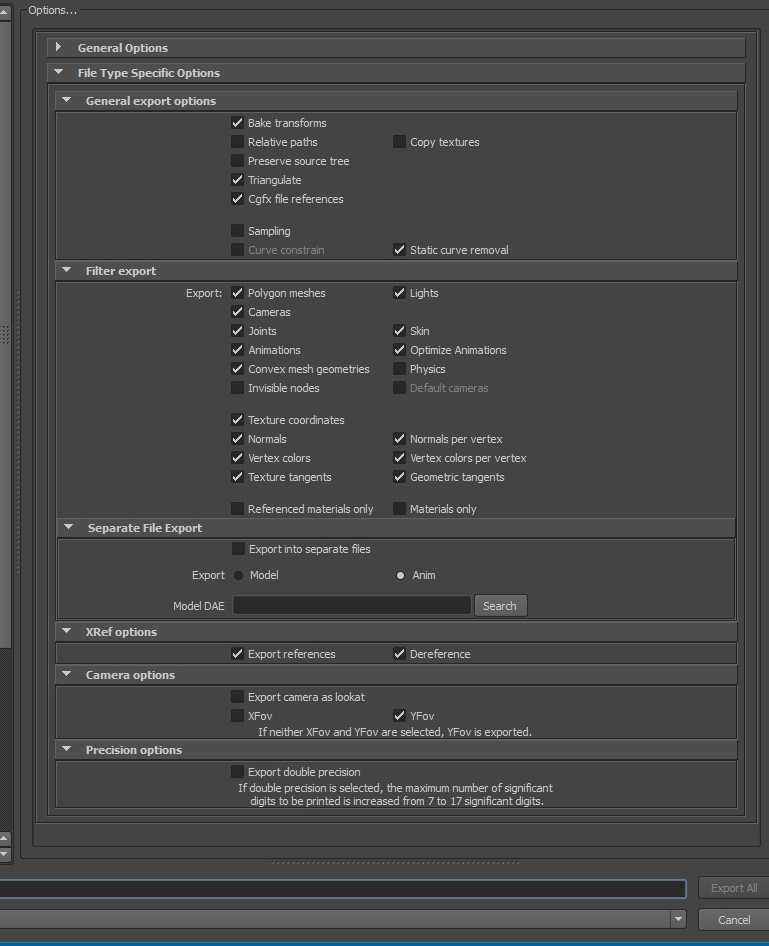 Options...
General Options
File Type Specific Options
General export options
Bake transforms
Relative paths Copy textures
Preserve source tree
Triangulate
Cgfx file references
Sampling
Curve constrain Static curve removal
Filter export
Export: Polygon meshes Lights
Cameras
Joints Skin
Animations Optimize Animations
Convex mesh geometries Physics
Invisible nodes Default cameras
Texture coordinates
Normals Normals per vertex
Vertex colors Vertex colors per vertex
Texture tangents Geometric tangents
Referenced materials only Materials only
Separate File Export
Export into separate files
Export Model Anim
Model DAE Search
XRef options
Export references Dereference
Camera options
Export camera as lookat
XFov YFov
If neither XFov and YFov are selected, YFov is exported.
Precision options
Export double precision
If double precision is selected, the maximum number of significant
digits to be printed is increased from 7 to 17 significant digits.
Export All
Cancel